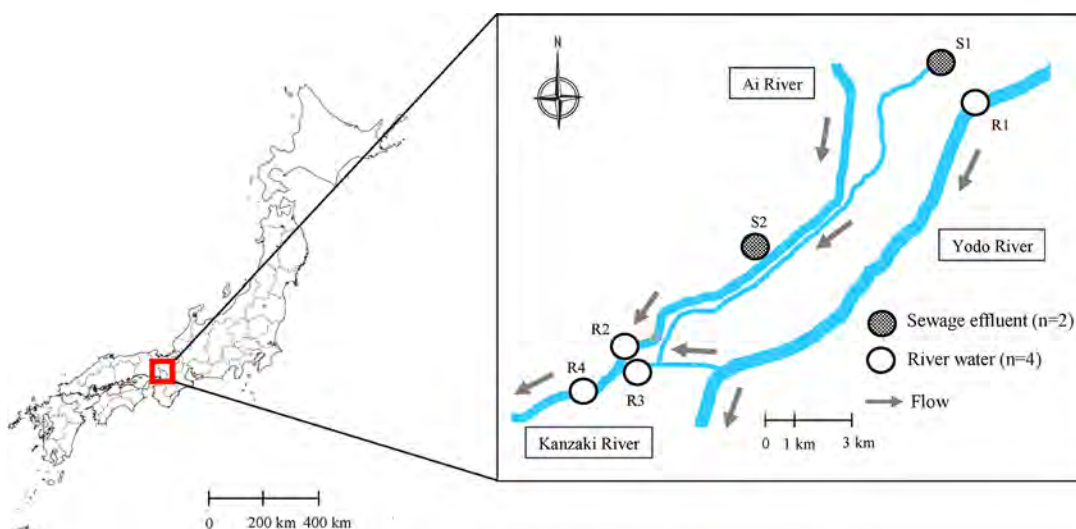 N
S1
Ai River
R1
S2
Yodo River
Sewage effluent (n=2)
R2
River water (n=4)
R4
R3
Flow
Kanzaki River
0 1 km 3 km
0 200 km 400 km